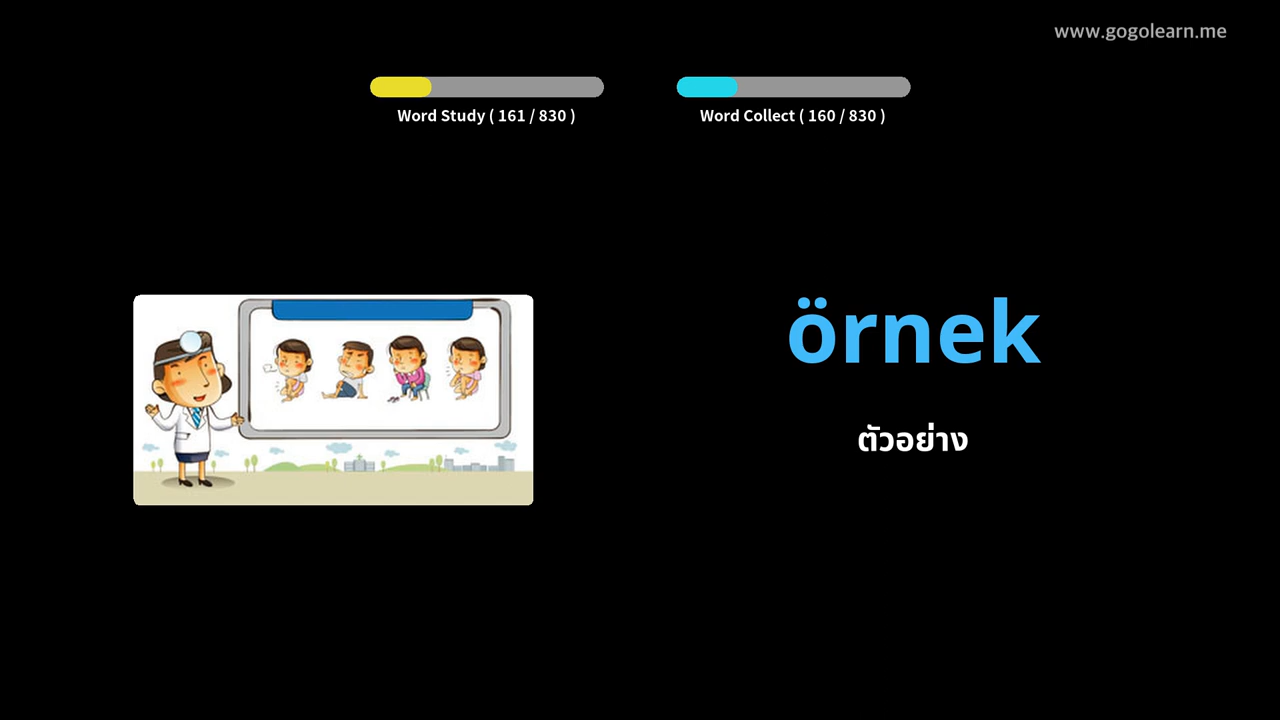 www.gogolearn.me
Word Study ( 161 / 830 )
Word Collect ( 160 / 830 )
örnek
ตัวอย่าง